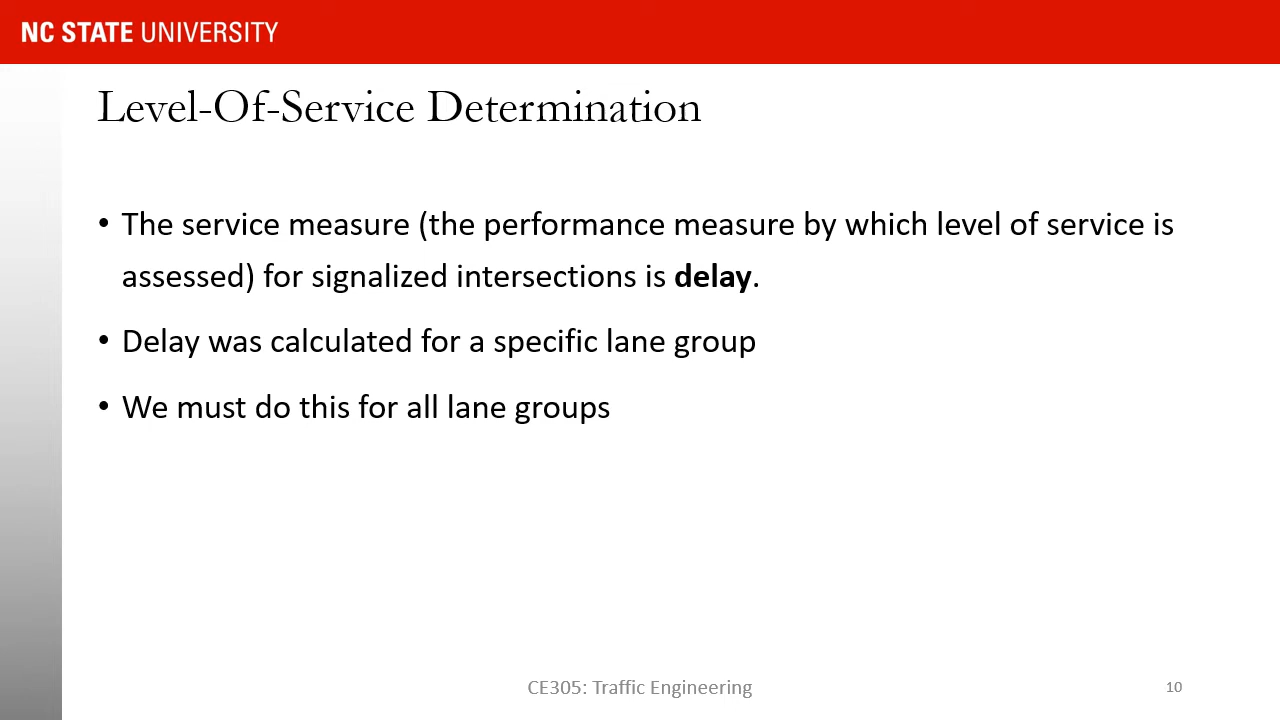 NC STATE UNIVERSITY
Level-Of-Service Determination
• The service measure (the performance measure by which level of service is
assessed) for signalized intersections is delay.
• Delay was calculated for a specific lane group
• We must do this for all lane groups
CE305: Traffic Engineering
10